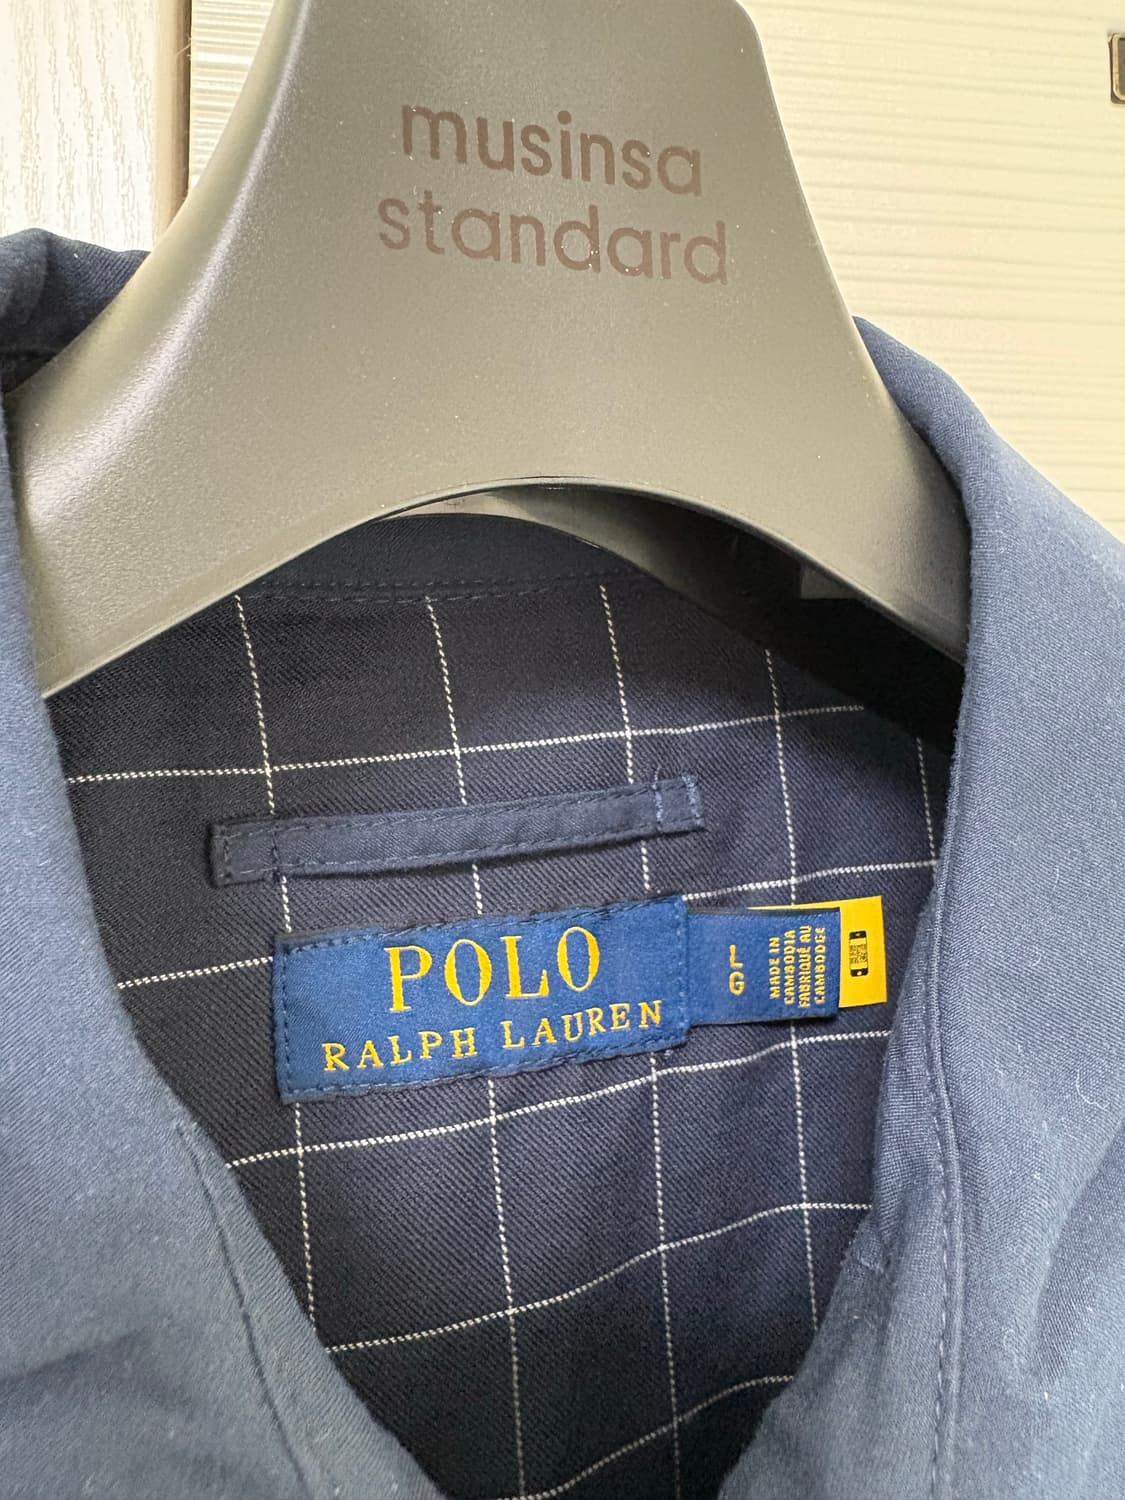 musinsa
standard
POLO
RALPH LAUREN
L
G
MADE IN
CAMBODIA
FABRIQUÉ AU
CAMBODGE